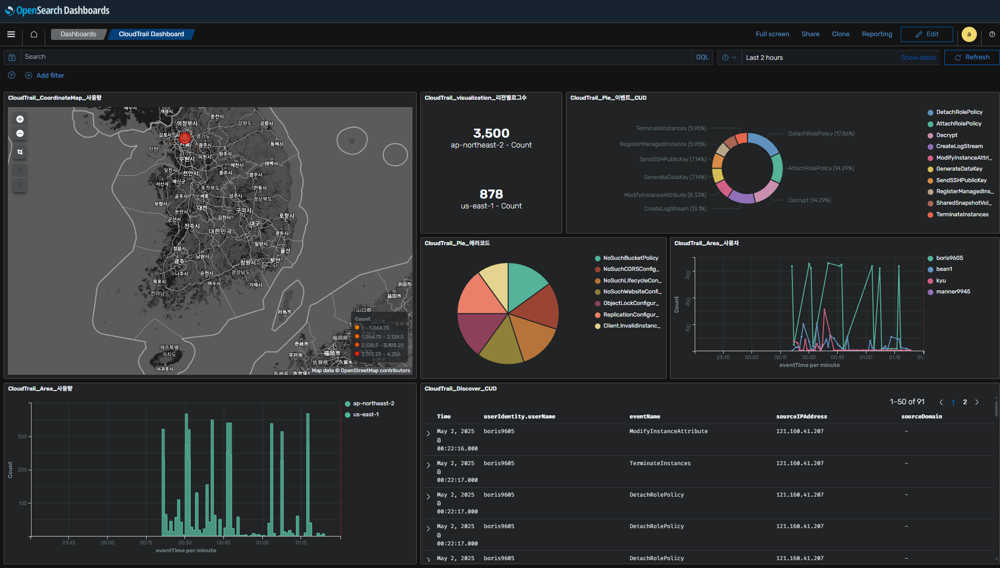 OpenSearch Dashboards
Dashboards
CloudTrail Dashboard
Full screen
Share
Clone
Reporting
Edit
a
Search
DQL
Last 2 hours
Show dates
Refresh
Add filter
CloudTrail_CoordinateMap_사용량
개성시
춘천시
의정부시
강원도
강릉시
김포시
경기도
동해시
광주시
인천
수원시
이천시
원주시
태백시
제천시
당진시
천안시
충주시
영주시
서산시
예산군
충청북도
안동시
공주시
세종
상주시
경상북도
보령시
대전
논산시
구미시
군산시
김천시
포항시
전주시
대한민국
대구
경주시
정읍시
밀양시
울산
남원시
광주
창원시
부산
나주시
순천시
경상남도
목포시
여수시
거제시
전라남도
浜田市
益田市
山口県
対馬市
Count
1 – 1,064.75
1,064.75 – 2,128.5
2,128.5 – 3,192.25
3,192.25 – 4,256
福岡県
壱岐市
제주특별
자치도
平戸市
福岡市
佐賀県
久留米市
서귀포시
長崎県
佐世保市
Map data © OpenStreetMap contributors
CloudTrail_visualization_리전별로그수
3,500
ap-northeast-2 - Count
878
us-east-1 - Count
CloudTrail_Pie_이벤트_CUD
TerminateInstances (5.95%)
RegisterManagedInstance (5.95%)
SendSSHPublicKey (7.14%)
GenerateDataKey (7.14%)
ModifyInstanceAttribute (8.33%)
CreateLogStream (13.1%)
DetachRolePolicy (17.86%)
AttachRolePolicy (14.29%)
Decrypt (14.29%)
DetachRolePolicy
AttachRolePolicy
Decrypt
CreateLogStream
ModifyInstanceAttri...
GenerateDataKey
SendSSHPublicKey
RegisterManagedIns...
SharedSnapshotVol...
TerminateInstances
CloudTrail_Pie_에러코드
NoSuchBucketPolicy
NoSuchCORSConfig...
NoSuchLifecycleCon...
NoSuchWebsiteConfi...
ObjectLockConfigur...
ReplicationConfigur...
Client.InvalidInstanc...
CloudTrail_Area_사용자
boris9605
bean1
kyu
manner9945
Count
300
200
100
23:45
00:00
00:15
00:30
00:45
01:00
01:15
01:
eventTime per minute
CloudTrail_Area_사용량
ap-northeast-2
us-east-1
Count
300
200
100
23:45
00:00
00:15
00:30
00:45
01:00
01:15
eventTime per minute
CloudTrail_Discover_CUD
1–50 of 91
1
2
Time userIdentity.userName eventName sourceIPAddress sourceDomain
May 2, 2025 @ 00:22:16.000 boris9605 ModifyInstanceAttribute 121.160.41.207 -
May 2, 2025 @ 00:22:17.000 boris9605 TerminateInstances 121.160.41.207 -
May 2, 2025 @ 00:22:17.000 boris9605 DetachRolePolicy 121.160.41.207 -
May 2, 2025 @ 00:22:17.000 boris9605 DetachRolePolicy 121.160.41.207 -
May 2, 2025 boris9605 DetachRolePolicy 121.160.41.207 -